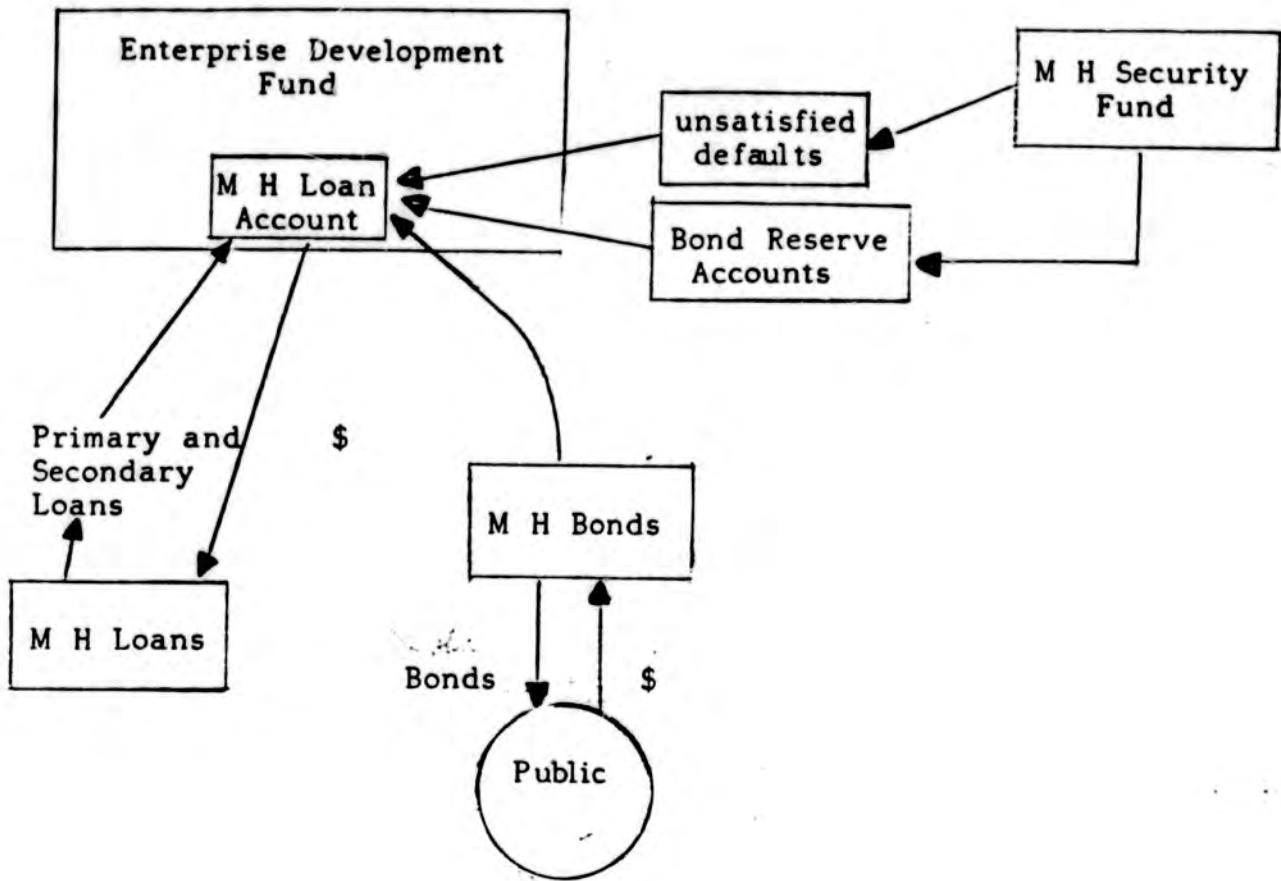 Enterprise Development
Fund
M H Security
Fund
unsatisfied
defaults
M H Loan
Account
Bond Reserve
Accounts
Primary and
Secondary
Loans
$
M H Bonds
M H Loans
Bonds
$
Public